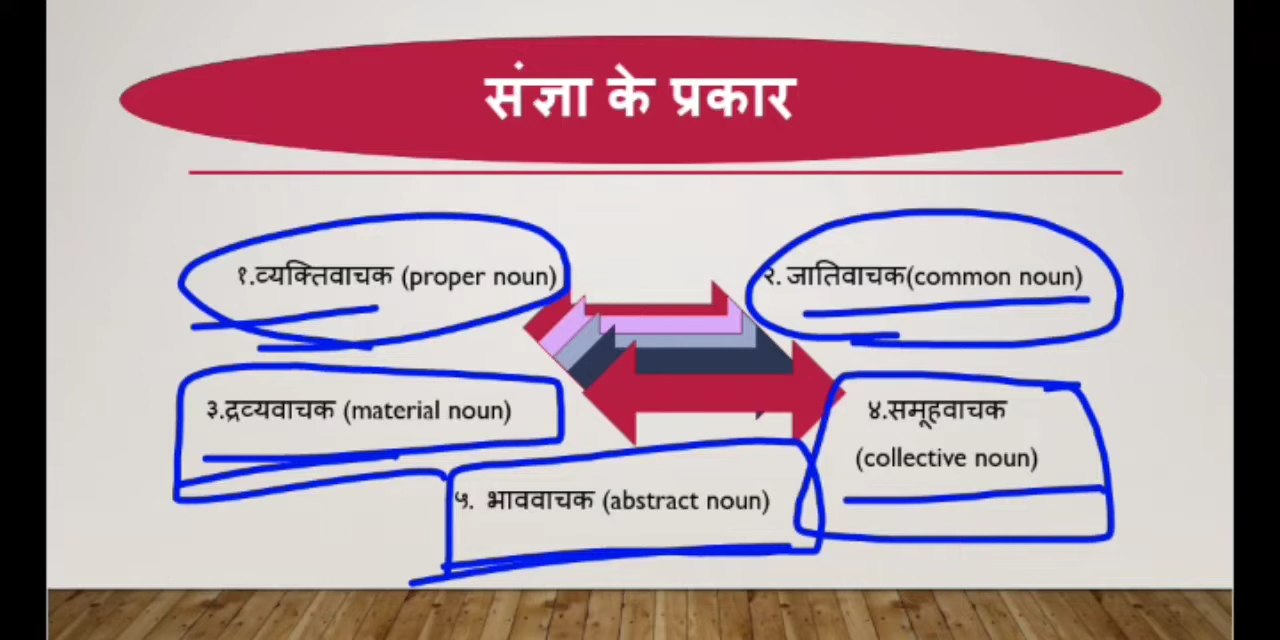 संज्ञा के प्रकार
१.व्यक्तिवाचक (proper noun)
२. जातिवाचक(common noun)
३.द्रव्यवाचक (material noun)
४.समूहवाचक
(collective noun)
५. भाववाचक (abstract noun)